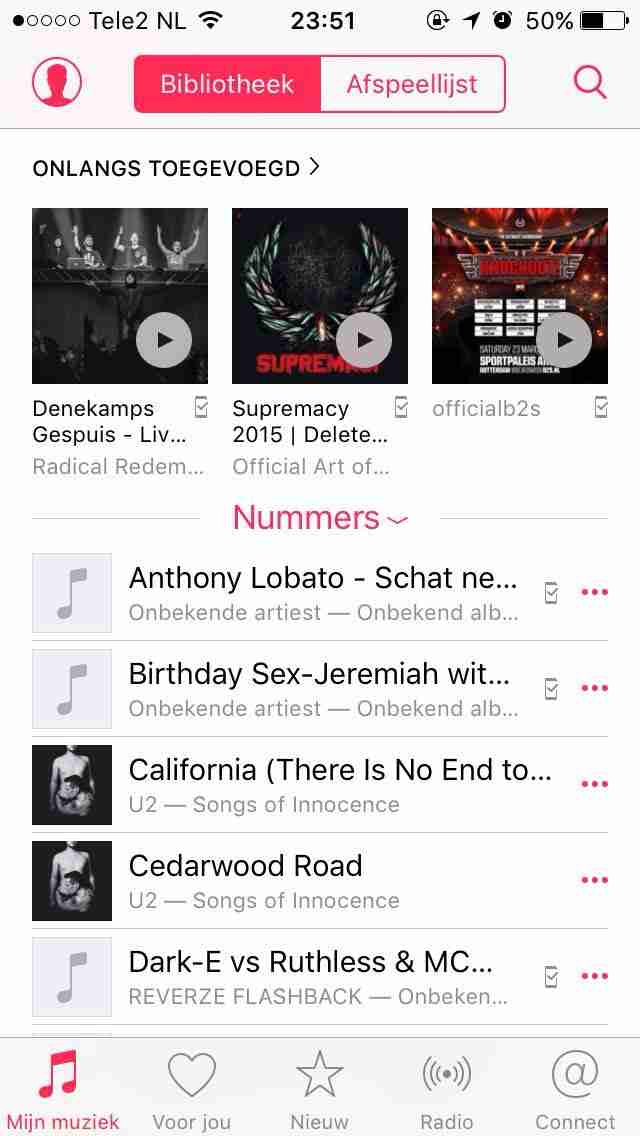 Tele2 NL 23:51 50%
Bibliotheek Afspeellijst
ONLANGS TOEGEVOEGD >
SUPREMACY
KNOCKOUT
SATURDAY 23 MARC
SPORTPALEIS A
ROTTERDAM
Denekamps
Gespuis - Liv...
Radical Redem...
Supremacy
2015 | Delete...
Official Art of...
officialb2s
Nummers
Anthony Lobato - Schat ne...
Onbekende artiest — Onbekend alb...
Birthday Sex-Jeremiah wit...
Onbekende artiest — Onbekend alb...
California (There Is No End to...
U2 — Songs of Innocence
Cedarwood Road
U2 — Songs of Innocence
Dark-E vs Ruthless & MC...
REVERZE FLASHBACK — Onbeken...
Mijn muziek Voor jou Nieuw Radio Connect